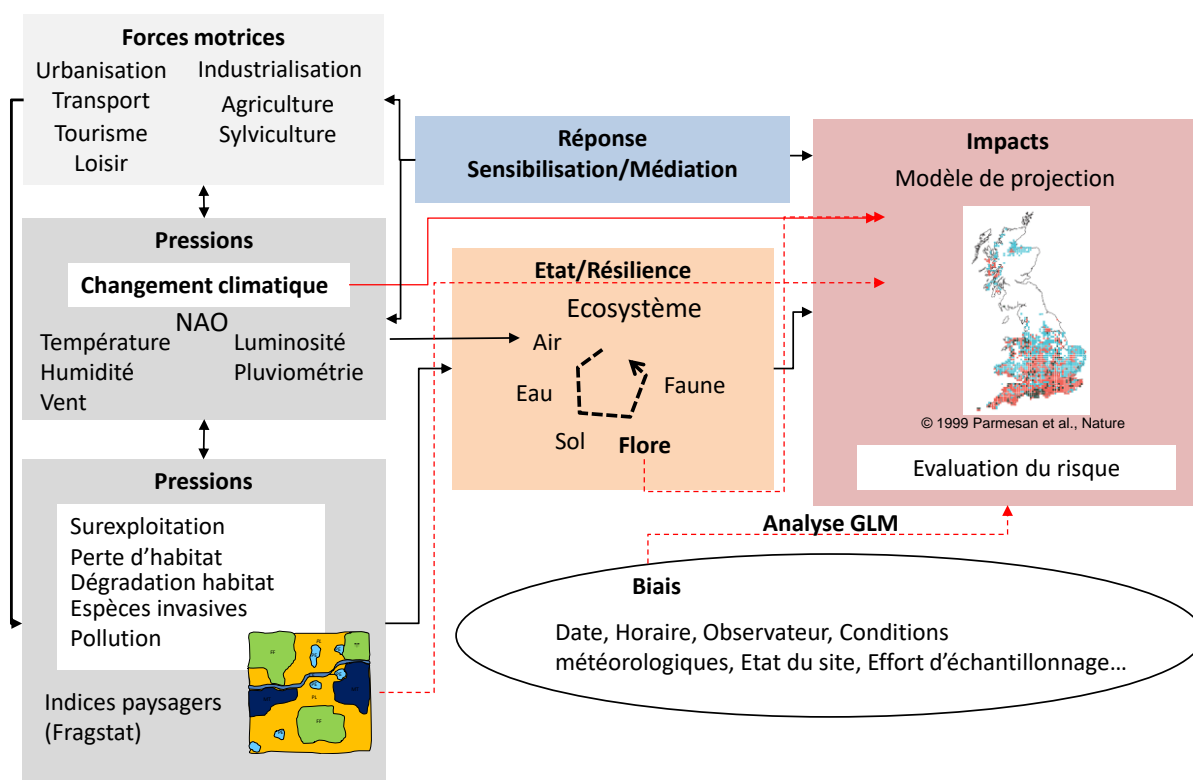 Forces motrices
Urbanisation
Industrialisation
Transport
Agriculture
Tourisme
Sylviculture
Loisir
Réponse
Sensibilisation/Médiation
Impacts
Modèle de projection
© 1999 Parmesan et al., Nature
Evaluation du risque
Pressions
Changement climatique
NAO
Température
Luminosité
Humidité
Pluviométrie
Vent
Etat/Résilience
Ecosystème
Air
Eau
Faune
Sol
Flore
Pressions
Surexploitation
Perte d’habitat
Dégradation habitat
Espèces invasives
Pollution
PL
PL
Indices paysagers
(Fragstat)
Analyse GLM
Biais
Date, Horaire, Observateur, Conditions
météorologiques, Etat du site, Effort d’échantillonnage…